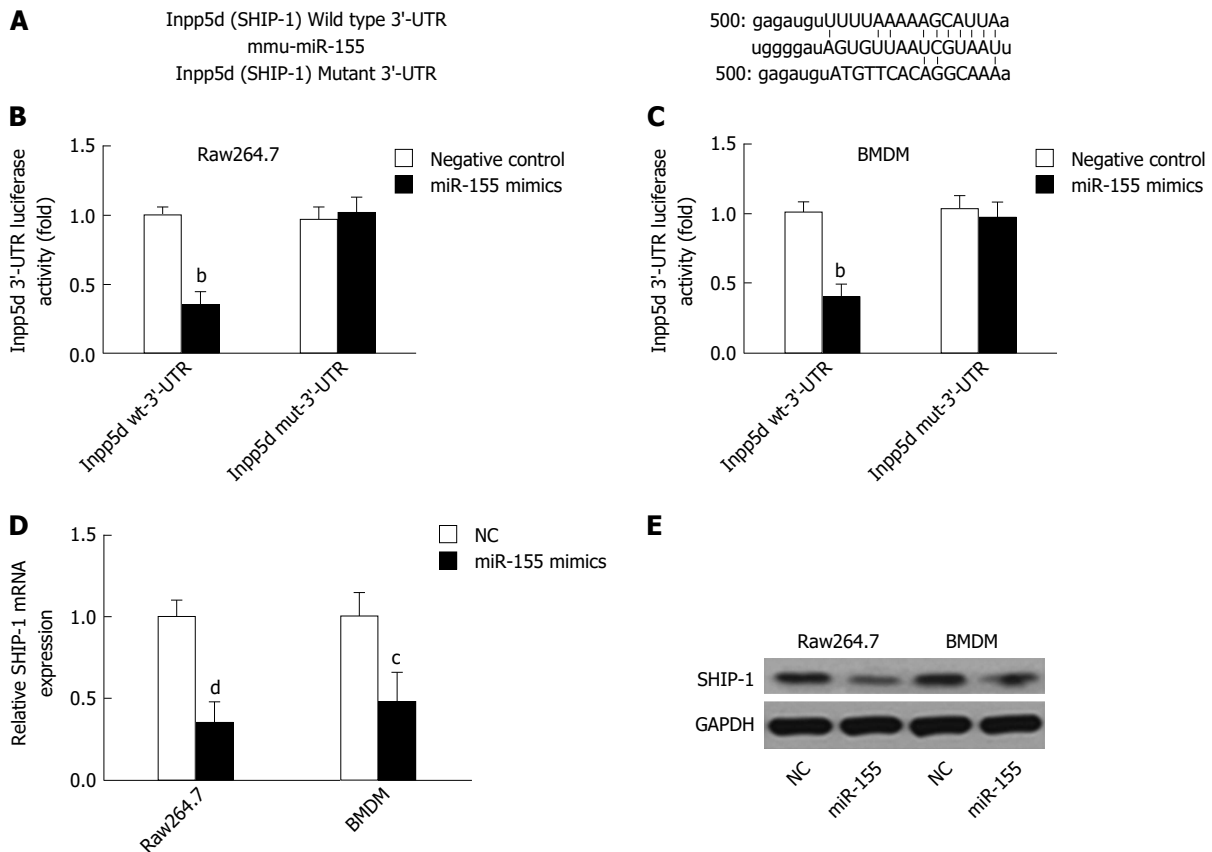 A
Inpp5d (SHIP-1) Wild type 3'-UTR
mmu-miR-155
Inpp5d (SHIP-1) Mutant 3'-UTR
500: gagauguUUUUAAAAAGCAUUAa
uggggauAGUGUUAAUCGUAAUu
500: gagauguATGTTCACAGGCAAAa
B
Raw264.7
Negative control
miR-155 mimics
Inpp5d 3'-UTR luciferase
activity (fold)
1.5
1.0
0.5
0.0
b
Inpp5d wt-3'-UTR
Inpp5d mut-3'-UTR
C
BMDM
Negative control
miR-155 mimics
Inpp5d 3'-UTR luciferase
activity (fold)
1.5
1.0
0.5
0.0
b
Inpp5d wt-3'-UTR
Inpp5d mut-3'-UTR
D
NC
miR-155 mimics
Relative SHIP-1 mRNA
expression
1.5
1.0
0.5
0.0
d
c
Raw264.7
BMDM
E
Raw264.7
BMDM
SHIP-1
GAPDH
NC
miR-155
NC
miR-155